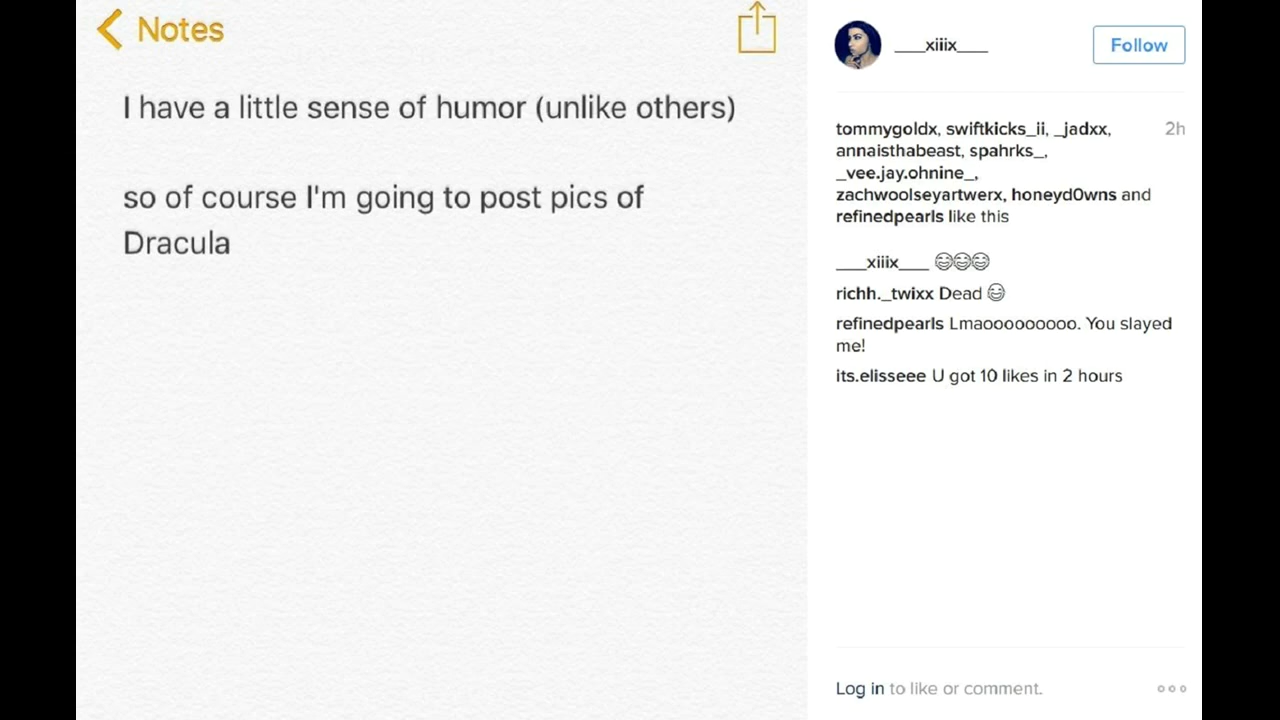 Notes
I have a little sense of humor (unlike others)
so of course I'm going to post pics of
Dracula
___xiiix___
Follow
tommygoldx, swiftkicks_ii, _jadxx,
2h
annaisthabeast, spahrks_,
_vee.jay.ohnine_,
zachwoolseyartwerx, honeyd0wns and
refinedpearls like this
___xiiix___ 😂😂😂
richh._twixx Dead 😂
refinedpearls Lmaooooooooo. You slayed
me!
its.elisseee U got 10 likes in 2 hours
Log in to like or comment.